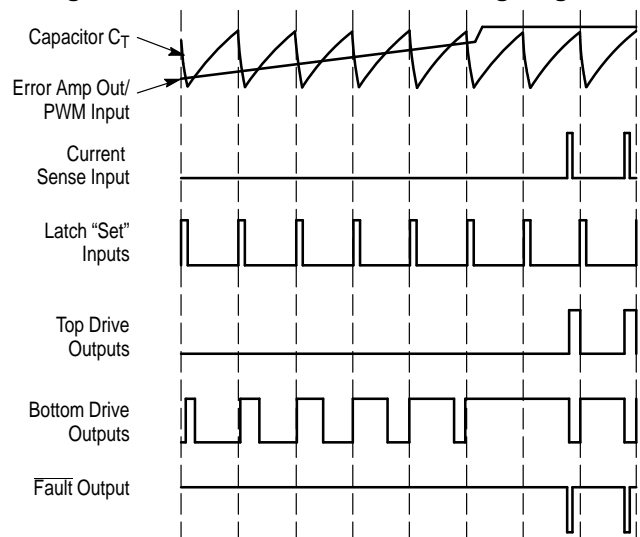 Capacitor CT
Error Amp Out/
PWM Input
Current
Sense Input
Latch “Set”
Inputs
Top Drive
Outputs
Bottom Drive
Outputs
Fault Output